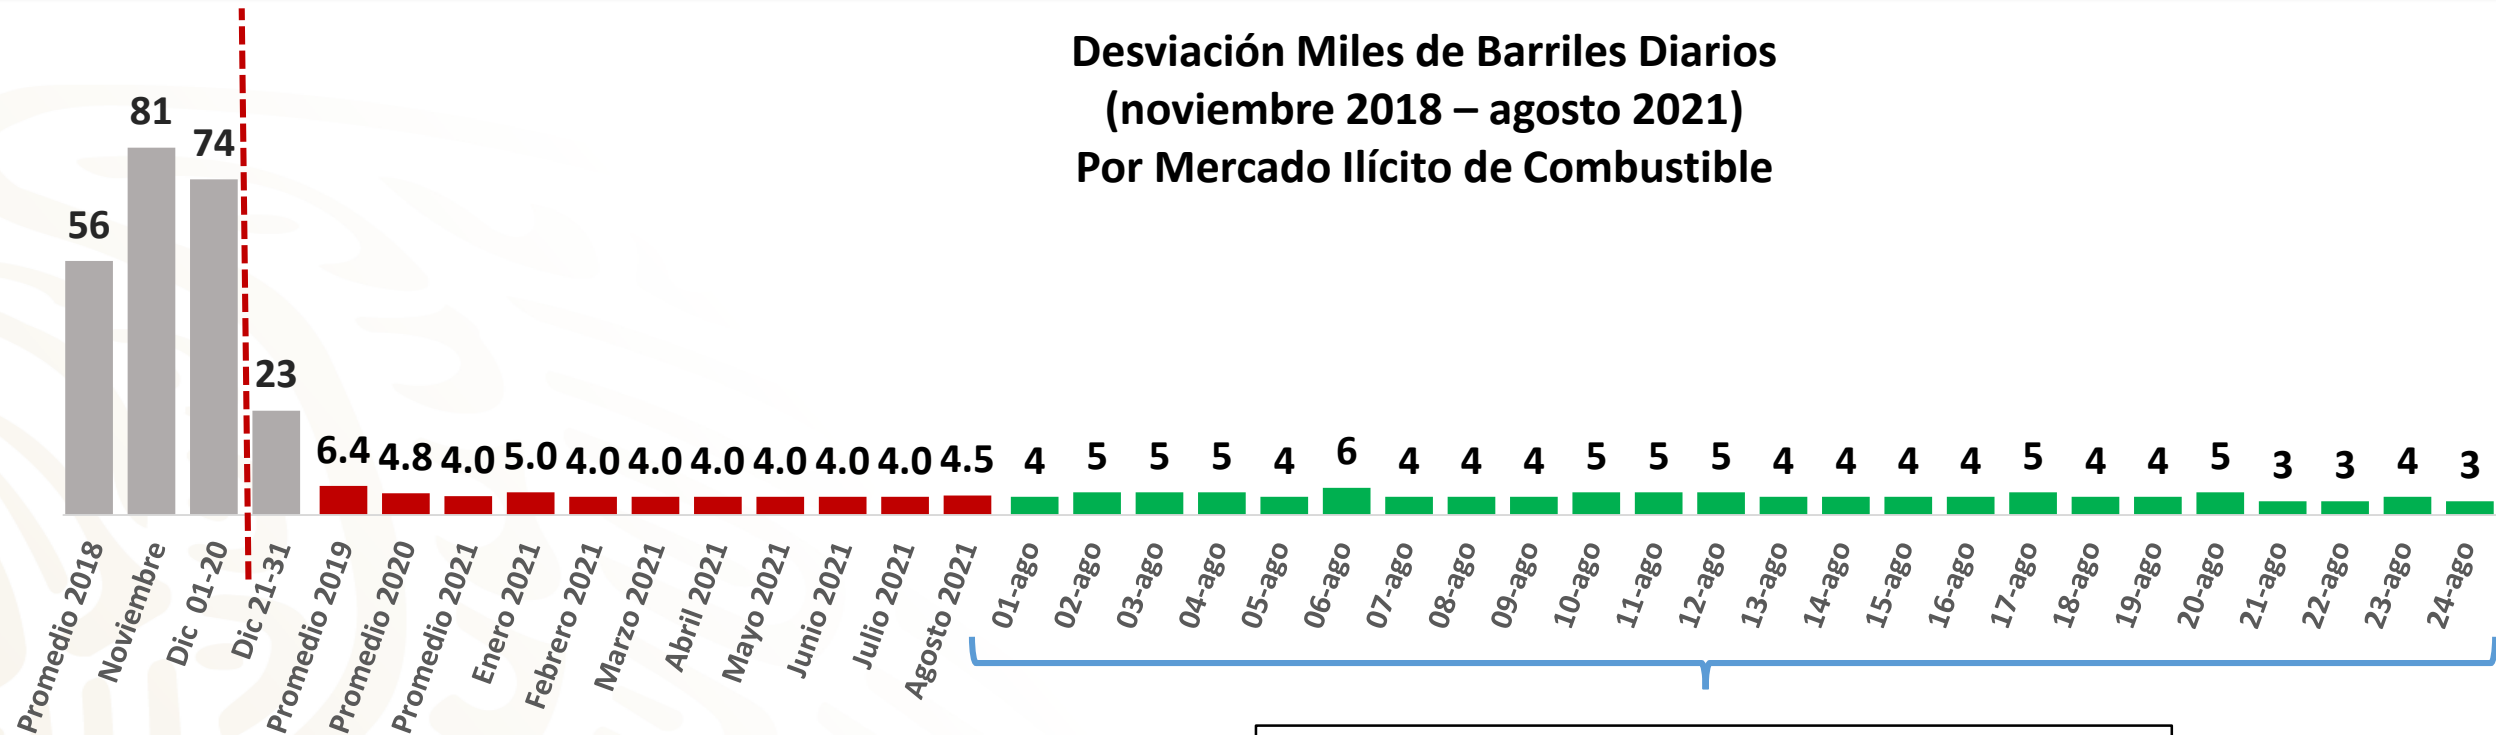 Desviación Miles de Barriles Diarios
(noviembre 2018 – agosto 2021)
Por Mercado Ilícito de Combustible
56
81
74
23
6.4 4.8 4.0 5.0 4.0 4.0 4.0 4.0 4.0 4.0 4.5 4 5 5 5 4 6 4 4 4 5 5 5 4 4 4 4 5 4 4 5 3 3 4 3
Promedio 2018
Noviembre
Dic 01-20
Dic 21-31
Promedio 2019
Promedio 2020
Promedio 2021
Enero 2021
Febrero 2021
Marzo 2021
Abril 2021
Mayo 2021
Junio 2021
Julio 2021
Agosto 2021
01-ago
02-ago
03-ago
04-ago
05-ago
06-ago
07-ago
08-ago
09-ago
10-ago
11-ago
12-ago
13-ago
14-ago
15-ago
16-ago
17-ago
18-ago
19-ago
20-ago
21-ago
22-ago
23-ago
24-ago